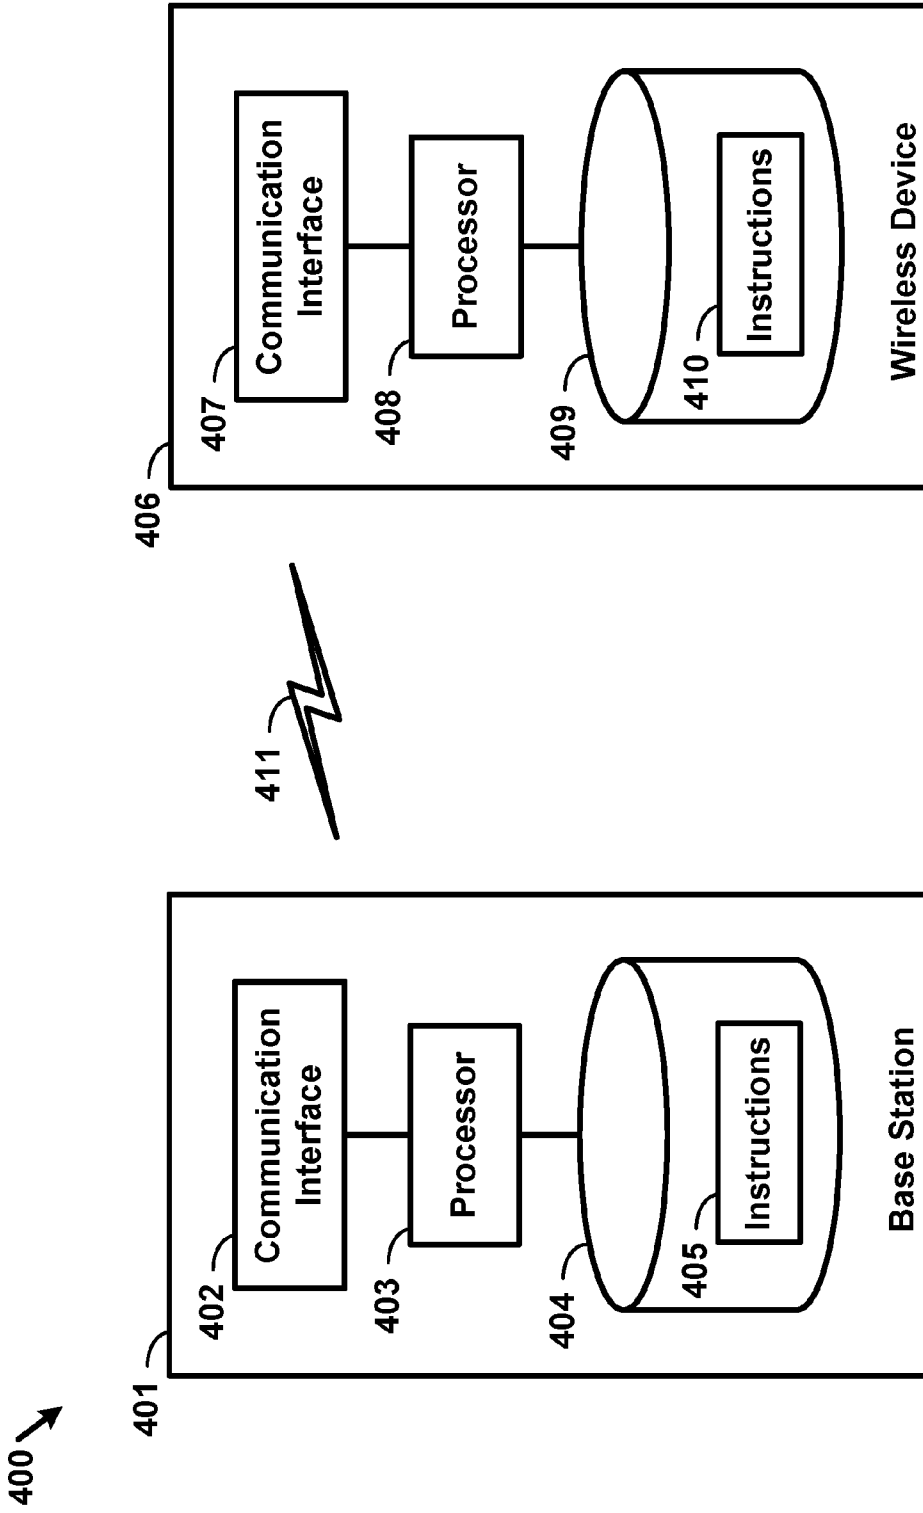 400
401
402
Communication
Interface
403
Processor
404
405
Instructions
Base Station
411
406
407
Communication
Interface
408
Processor
409
410
Instructions
Wireless Device